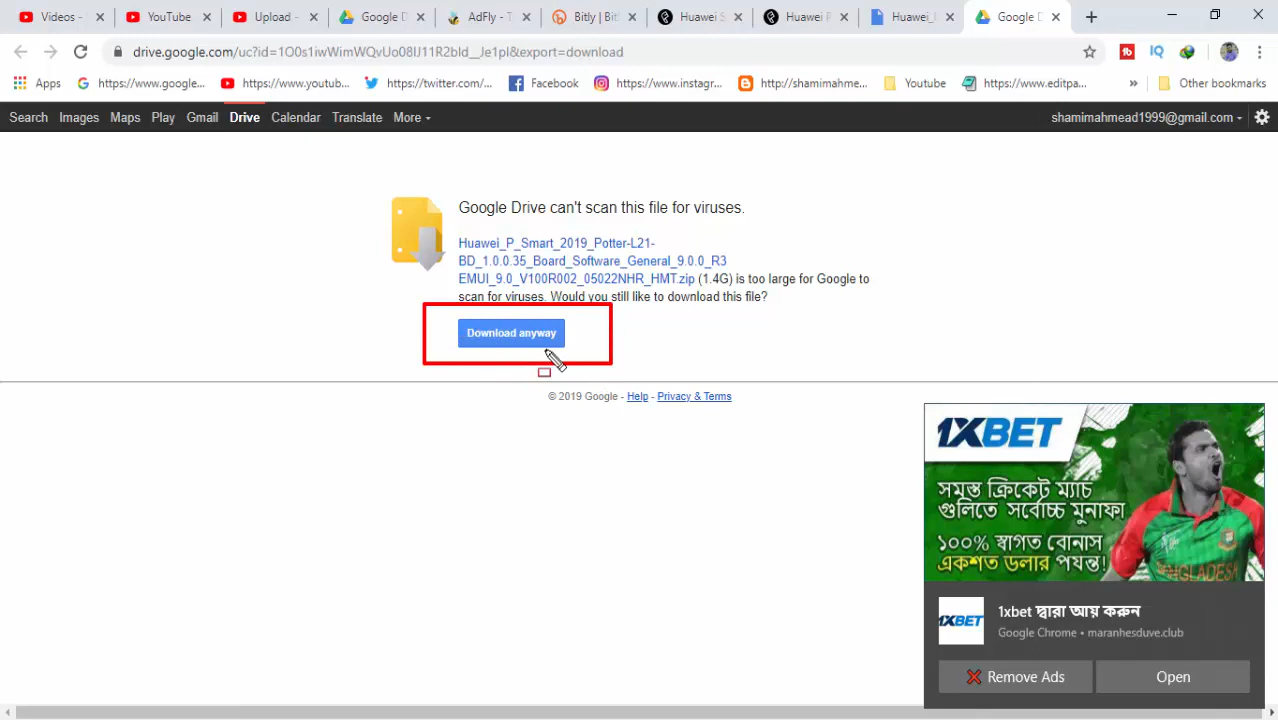 Videos -
YouTube
Upload
Google D
AdFly - T
Bitly | Bi
Huawei S
Huawei P
Huawei_
Google D
drive.google.com/uc?id=1O0s1iwWimWQvUo08IJ11R2bld__Je1pI&export=download
Apps
https://www.google...
https://www.youtub...
https://twitter.com/...
Facebook
https://www.instagr...
http://shamimahme...
Youtube
https://www.editpa...
»
Other bookmarks
Search Images Maps Play Gmail Drive Calendar Translate More
shamimahmead1999@gmail.com
Google Drive can't scan this file for viruses.
Huawei_P_Smart_2019_Potter-L21-
BD_1.0.0.35_Board_Software_General_9.0.0_R3
EMUI_9.0_V100R002_05022NHR_HMT.zip (1.4G) is too large for Google to
scan for viruses. Would you still like to download this file?
Download anyway
© 2019 Google - Help - Privacy & Terms
1XBET
সমস্ত ক্রিকেট ম্যাচ
গুলিতে সর্বোচ্চ মুনাফা
১০০% স্বাগত বোনাস
একশত ডলার পর্যন্ত!
BANGLADESH
1XBET
1xbet দ্বারা আয় করুন
Google Chrome • maranhesduve.club
Remove Ads
Open